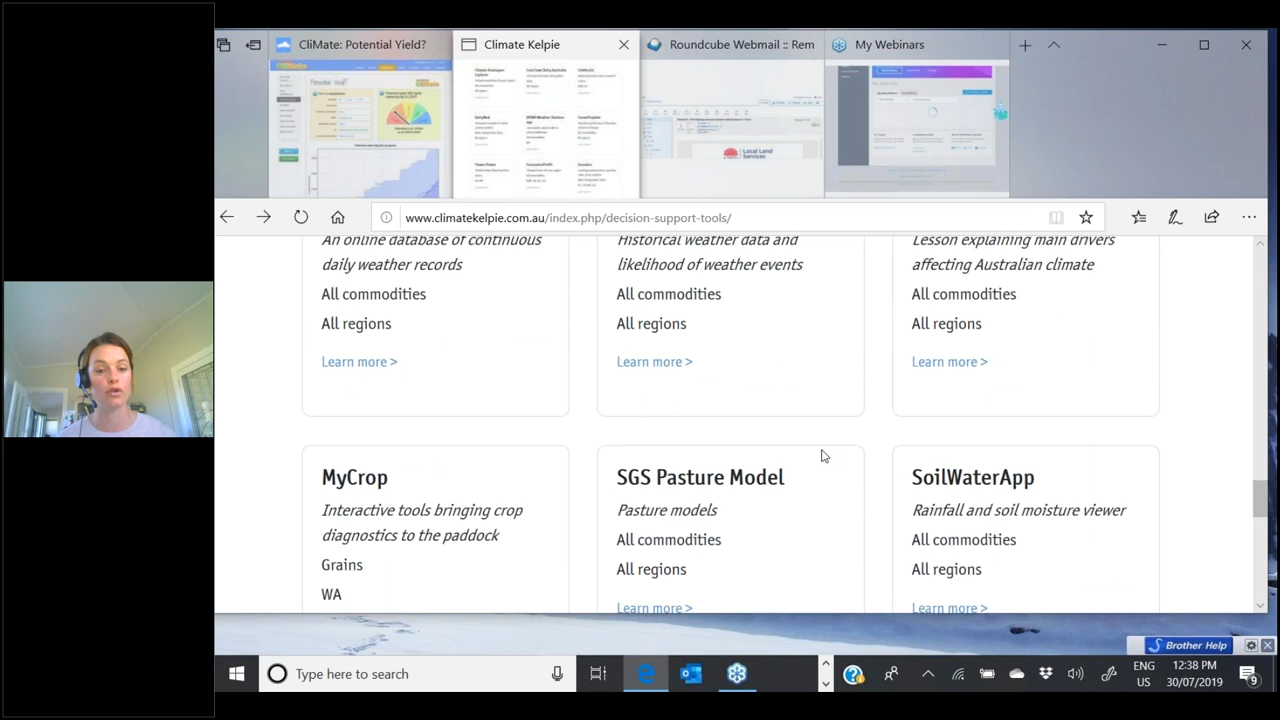 CliMate: Potential Yield?
Climate Kelpie
Roundcube Webmail :: Rem
My Webinars
Local Land
Services
www.climatekelpie.com.au/index.php/decision-support-tools/
An online database of continuous
daily weather records
All commodities
All regions
Learn more >
Historical weather data and
likelihood of weather events
All commodities
All regions
Learn more >
Lesson explaining main drivers
affecting Australian climate
All commodities
All regions
Learn more >
MyCrop
Interactive tools bringing crop
diagnostics to the paddock
Grains
WA
SGS Pasture Model
Pasture models
All commodities
All regions
Learn more >
SoilWaterApp
Rainfall and soil moisture viewer
All commodities
All regions
Learn more >
Brother Help
Type here to search
ENG
US
12:38 PM
30/07/2019
9